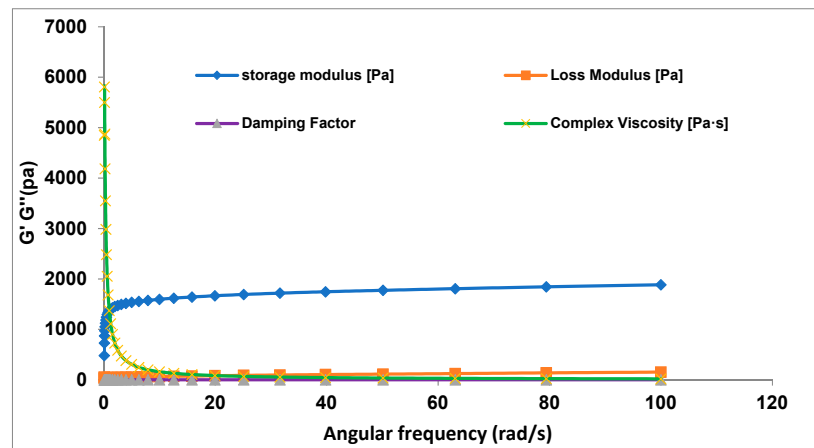 7000
6000
5000
4000
3000
2000
1000
0
G' G"(pa)
storage modulus [Pa]
Loss Modulus [Pa]
Damping Factor
Complex Viscosity [Pa·s]
0 20 40 60 80 100 120
Angular frequency (rad/s)